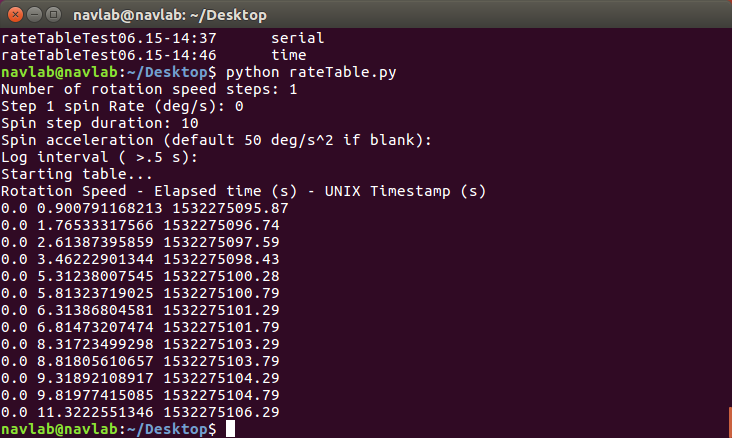 navlab@navlab: ~/Desktop
rateTableTest06.15-14:37 serial
rateTableTest06.15-14:46 time
navlab@navlab:~/Desktop$ python rateTable.py
Number of rotation speed steps: 1
Step 1 spin Rate (deg/s): 0
Spin step duration: 10
Spin acceleration (default 50 deg/s^2 if blank):
Log interval ( >.5 s):
Starting table...
Rotation Speed - Elapsed time (s) - UNIX Timestamp (s)
0.0 0.900791168213 1532275095.87
0.0 1.76533317566 1532275096.74
0.0 2.61387395859 1532275097.59
0.0 3.46222901344 1532275098.43
0.0 5.31238007545 1532275100.28
0.0 5.81323719025 1532275100.79
0.0 6.31386804581 1532275101.29
0.0 6.81473207474 1532275101.79
0.0 8.31723499298 1532275103.29
0.0 8.81805610657 1532275103.79
0.0 9.31892108917 1532275104.29
0.0 9.81977415085 1532275104.79
0.0 11.3222551346 1532275106.29
navlab@navlab:~/Desktop$